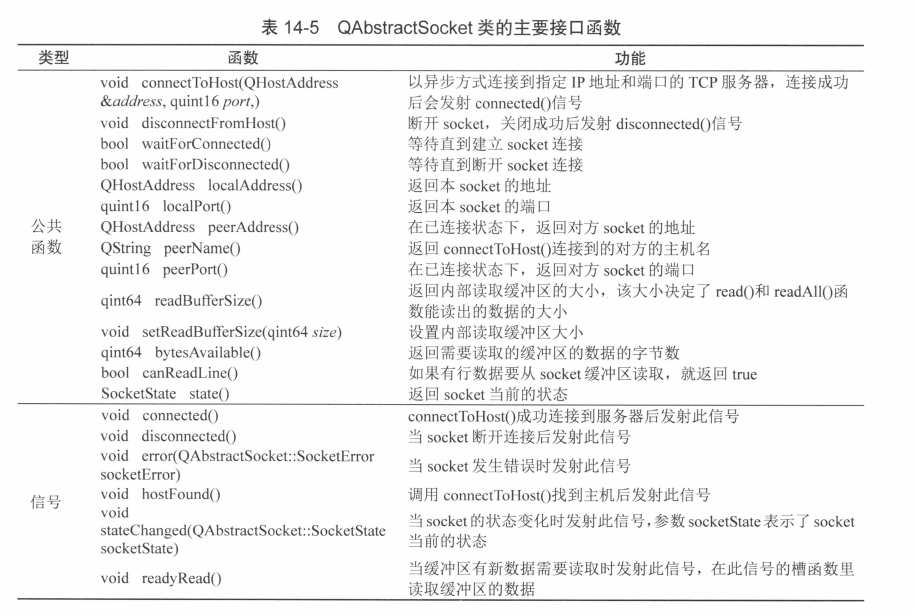 表 14-5 QAbstractSocket 类的主要接口函数
类型 函数 功能
公共
函数
void connectToHost(QHostAddress
&address, quint16 port,)
以异步方式连接到指定 IP 地址和端口的 TCP 服务器，连接成功
后会发射 connected()信号
void disconnectFromHost() 断开 socket，关闭成功后发射 disconnected()信号
bool waitForConnected() 等待直到建立 socket 连接
bool waitForDisconnected() 等待直到断开 socket 连接
QHostAddress localAddress() 返回本 socket 的地址
quint16 localPort() 返回本 socket 的端口
QHostAddress peerAddress() 在已连接状态下，返回对方 socket 的地址
QString peerName() 返回 connectToHost()连接到的对方的主机名
quint16 peerPort() 在已连接状态下，返回对方 socket 的端口
qint64 readBufferSize()
返回内部读取缓冲区的大小，该大小决定了 read()和 readAll()函
数能读出的数据的大小
void setReadBufferSize(qint64 size) 设置内部读取缓冲区大小
qint64 bytesAvailable() 返回需要读取的缓冲区的数据的字节数
bool canReadLine() 如果有行数据要从 socket 缓冲区读取，就返回 true
SocketState state() 返回 socket 当前的状态
信号
void connected() connectToHost()成功连接到服务器后发射此信号
void disconnected() 当 socket 断开连接后发射此信号
void error(QAbstractSocket::SocketError
socketError)
当 socket 发生错误时发射此信号
void hostFound() 调用 connectToHost()找到主机后发射此信号
void
stateChanged(QAbstractSocket::SocketState
socketState)
当 socket 的状态变化时发射此信号，参数 socketState 表示了 socket
当前的状态
void readyRead()
当缓冲区有新数据需要读取时发射此信号，在此信号的槽函数里
读取缓冲区的数据